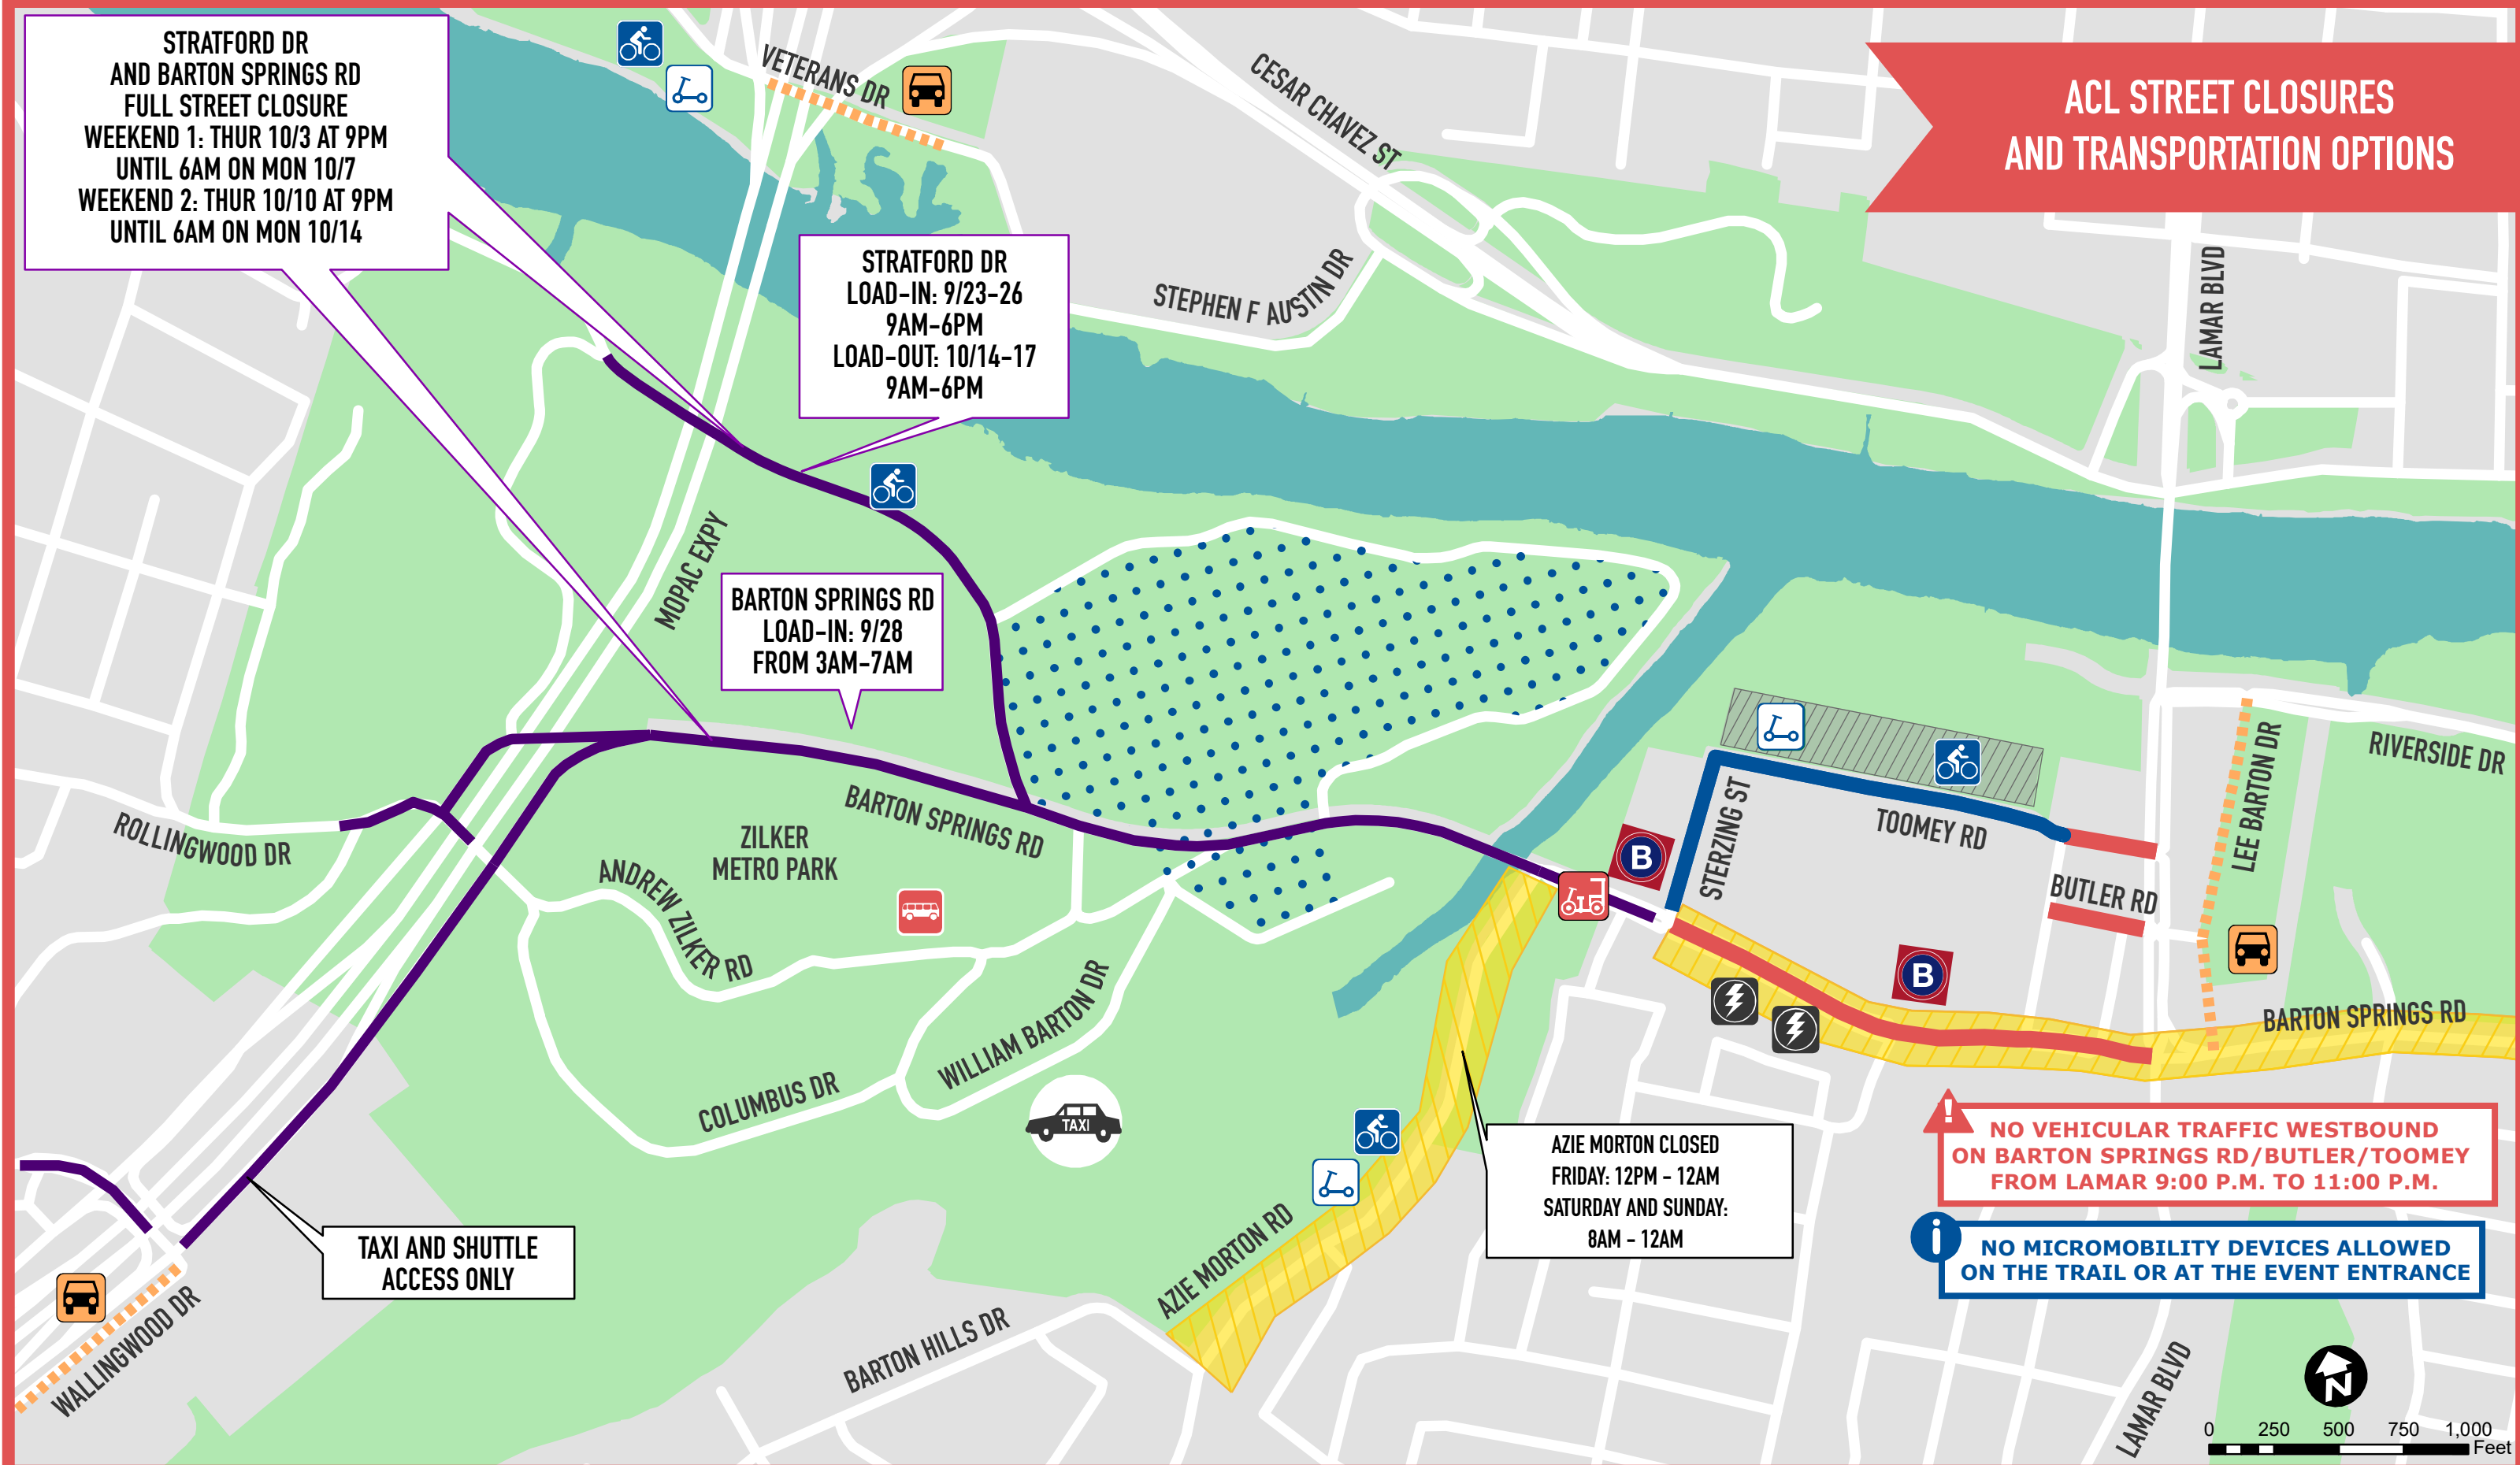 STRATFORD DR
AND BARTON SPRINGS RD
FULL STREET CLOSURE
WEEKEND 1: THUR 10/3 AT 9PM
UNTIL 6AM ON MON 10/7
WEEKEND 2: THUR 10/10 AT 9PM
UNTIL 6AM ON MON 10/14
VETERANS DR
CESAR CHAVEZ ST
ACL STREET CLOSURES
AND TRANSPORTATION OPTIONS
STRATFORD DR
LOAD-IN: 9/23-26
9AM-6PM
LOAD-OUT: 10/14-17
9AM-6PM
STEPHEN F AUSTIN DR
LAMAR BLVD
MOPAC EXPY
BARTON SPRINGS RD
LOAD-IN: 9/28
FROM 3AM-7AM
RIVERSIDE DR
LEE BARTON DR
STERZING ST
TOOMEY RD
BARTON SPRINGS RD
ROLLINGWOOD DR
ZILKER
METRO PARK
ANDREW ZILKER RD
B
BUTLER RD
B
BARTON SPRINGS RD
WILLIAM BARTON DR
COLUMBUS DR
TAXI
AZIE MORTON CLOSED
FRIDAY: 12PM - 12AM
SATURDAY AND SUNDAY:
8AM - 12AM
!
NO VEHICULAR TRAFFIC WESTBOUND
ON BARTON SPRINGS RD/BUTLER/TOOMEY
FROM LAMAR 9:00 P.M. TO 11:00 P.M.
i
NO MICROMOBILITY DEVICES ALLOWED
ON THE TRAIL OR AT THE EVENT ENTRANCE
TAXI AND SHUTTLE
ACCESS ONLY
AZIE MORTON RD
WALLINGWOOD DR
BARTON HILLS DR
LAMAR BLVD
N
0 250 500 750 1,000
Feet